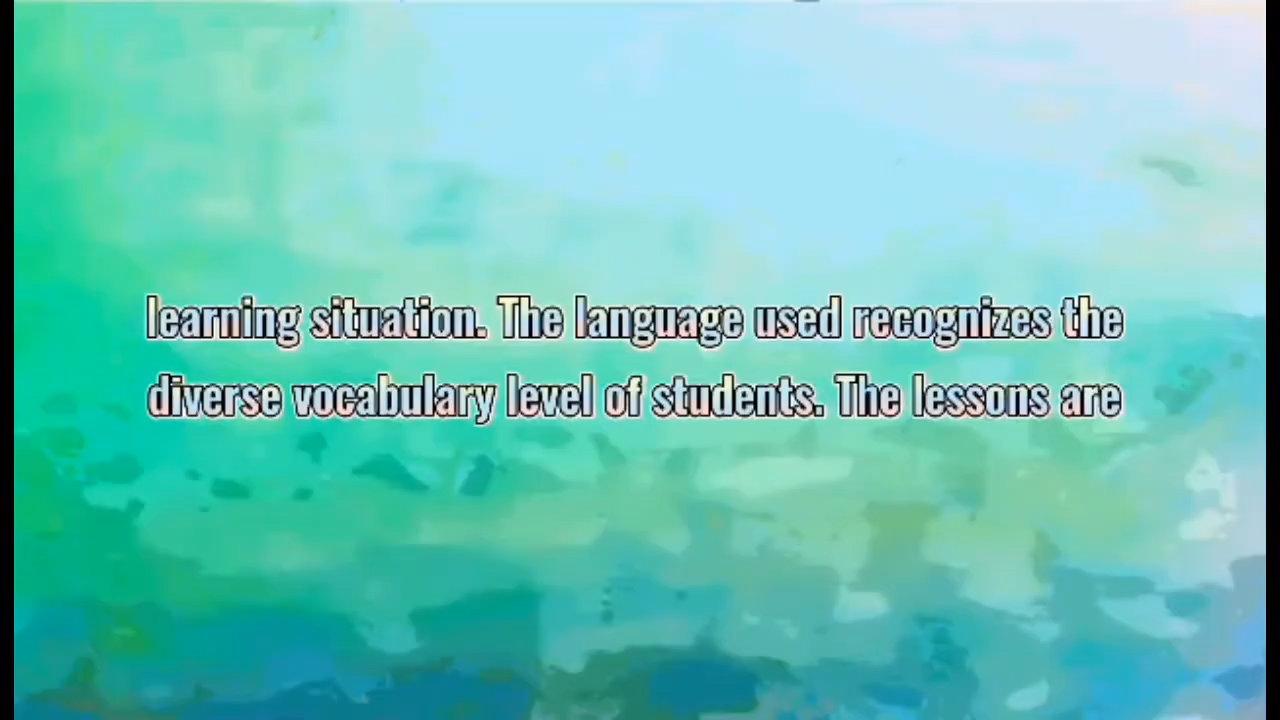 learning situation. The language used recognizes the
diverse vocabulary level of students. The lessons are